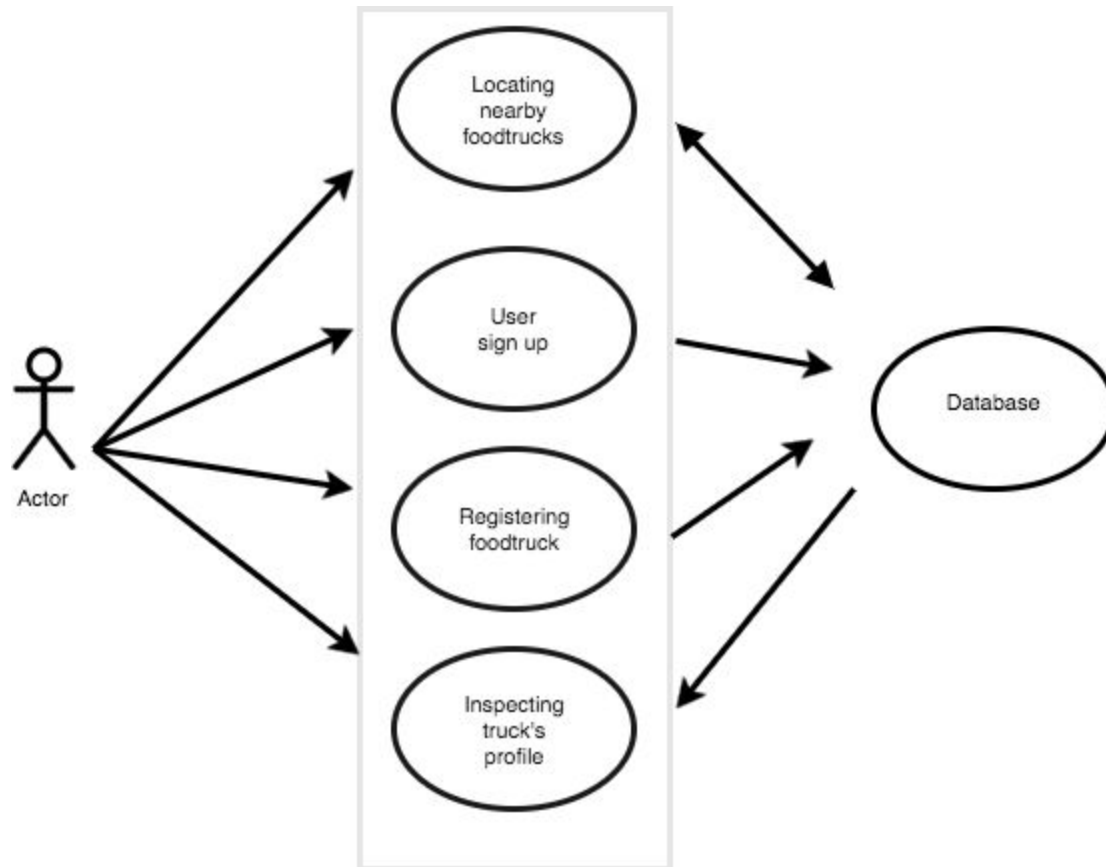 Locating
nearby
foodtrucks
User
sign up
Database
Actor
Registering
foodtruck
Inspecting
truck's
profile